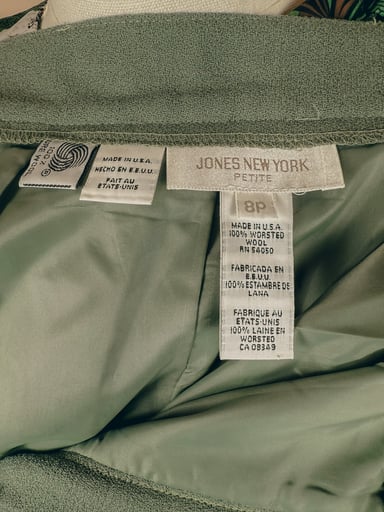 100%
MADE IN U.S.A.
HECHO EN E.E.U.U.
FAIT AU
ETATS-UNIS
JONES NEW YORK
PETITE
8P
MADE IN U.S.A.
100% WORSTED
WOOL
RN 54050
FABRICADA EN
E.E.U.U.
100% ESTAMBRE DE
LANA
FABRIQUE AU
ETATS-UNIS
100% LAINE EN
WORSTED
CA 08349